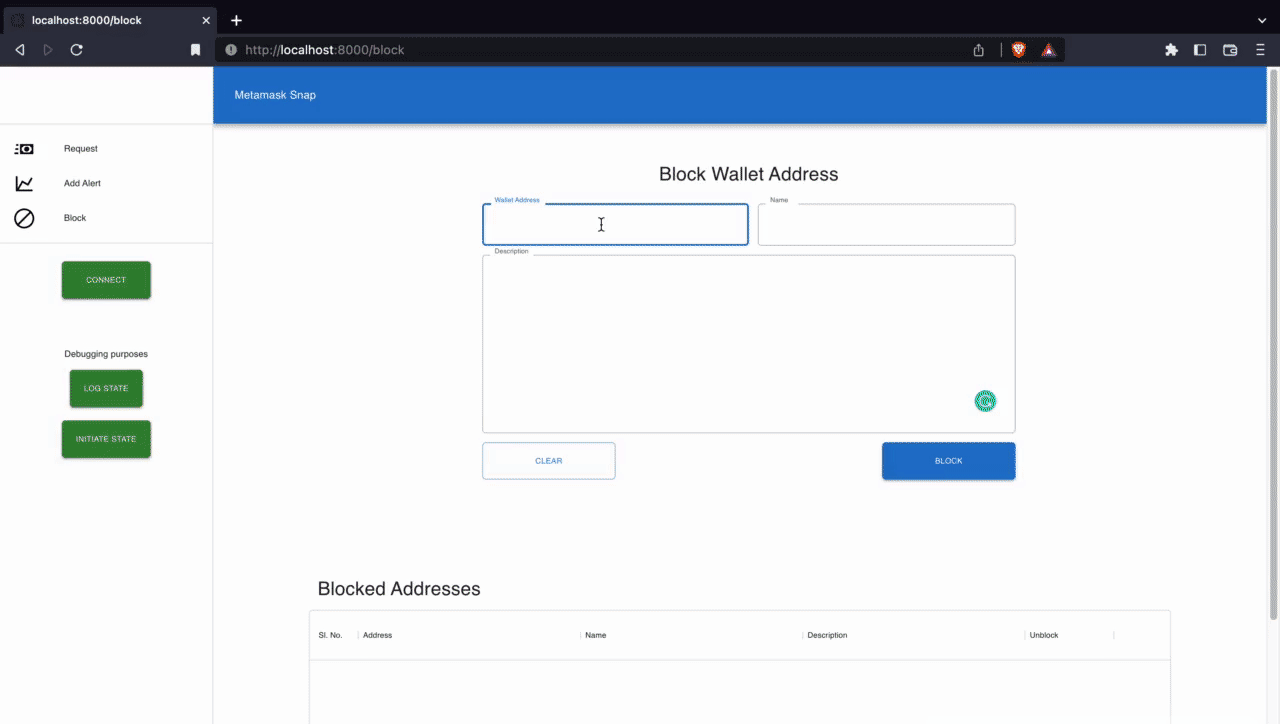 localhost:8000/block
http://localhost:8000/block
Metamask Snap
Request
Add Alert
Block
CONNECT
Debugging purposes
LOG STATE
INITIATE STATE
Block Wallet Address
Wallet Address
Name
Description
CLEAR
BLOCK
Blocked Addresses
Sl. No. Address Name Description Unblock